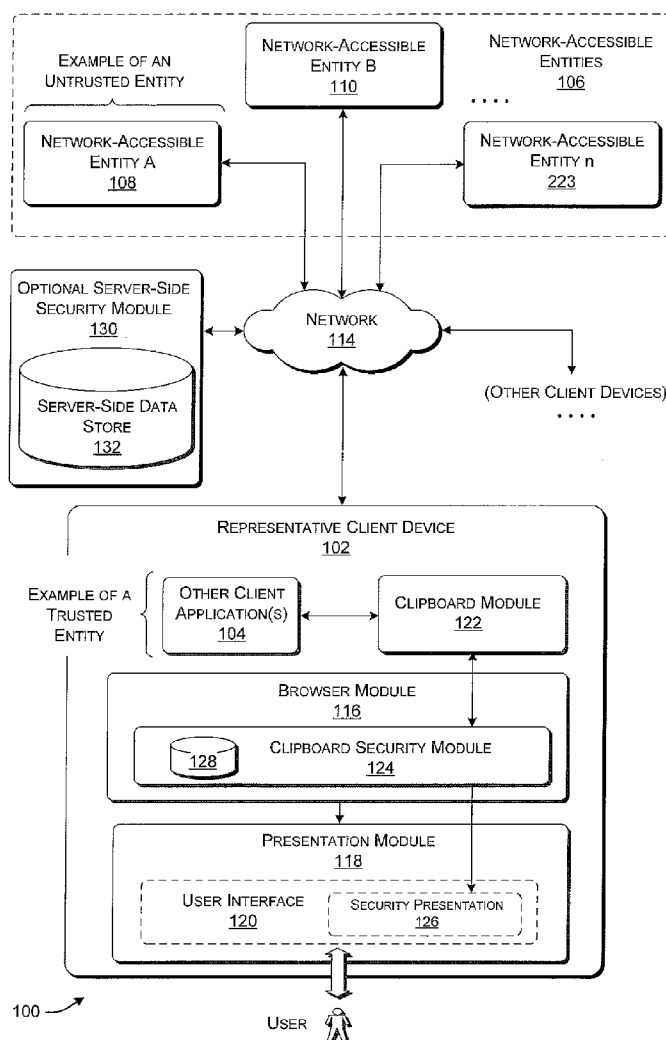 EXAMPLE OF AN
UNTRUSTED ENTITY
NETWORK-ACCESSIBLE
ENTITY B
110
NETWORK-ACCESSIBLE
ENTITIES
106
. . . .
NETWORK-ACCESSIBLE
ENTITY A
108
NETWORK-ACCESSIBLE
ENTITY n
223
OPTIONAL SERVER-SIDE
SECURITY MODULE
130
SERVER-SIDE DATA
STORE
132
NETWORK
114
(OTHER CLIENT DEVICES)
. . . .
REPRESENTATIVE CLIENT DEVICE
102
EXAMPLE OF A
TRUSTED
ENTITY
OTHER CLIENT
APPLICATION(S)
104
CLIPBOARD MODULE
122
BROWSER MODULE
116
128
CLIPBOARD SECURITY MODULE
124
PRESENTATION MODULE
118
USER INTERFACE
120
SECURITY PRESENTATION
126
100
USER